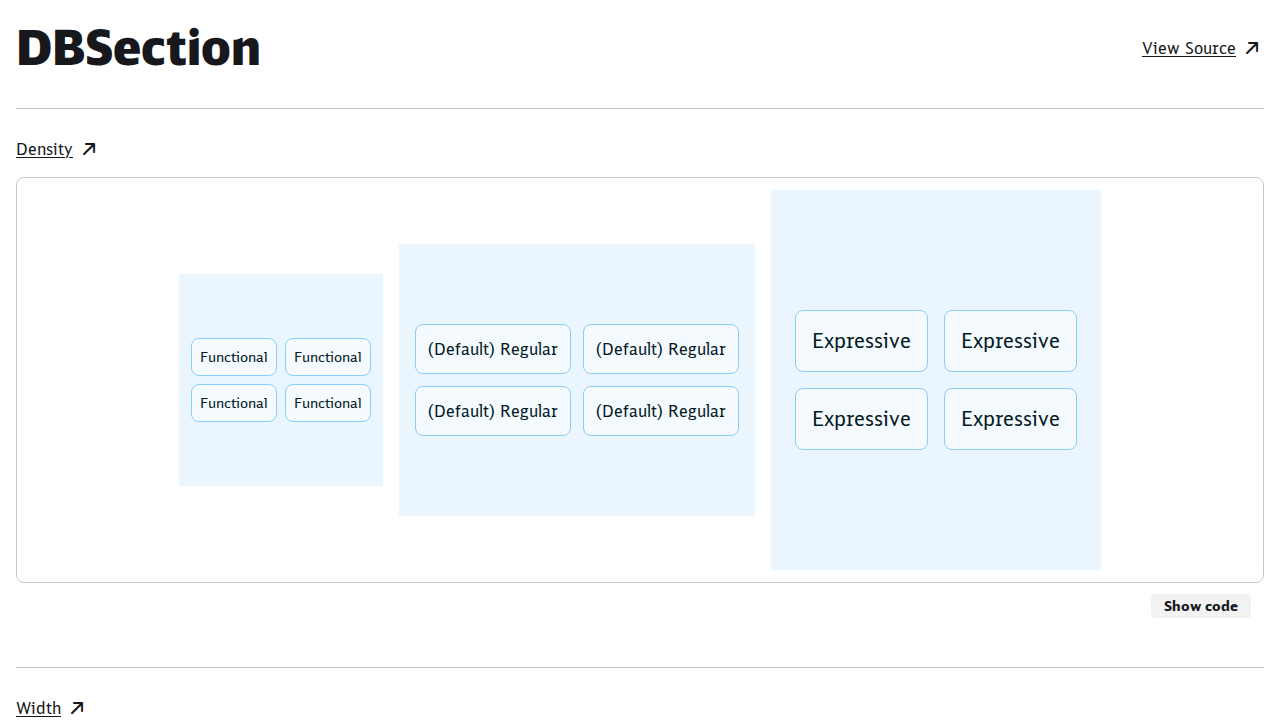 DBSection
View Source
Density
Functional Functional
Functional Functional
(Default) Regular (Default) Regular
(Default) Regular (Default) Regular
Expressive Expressive
Expressive Expressive
Show code
Width